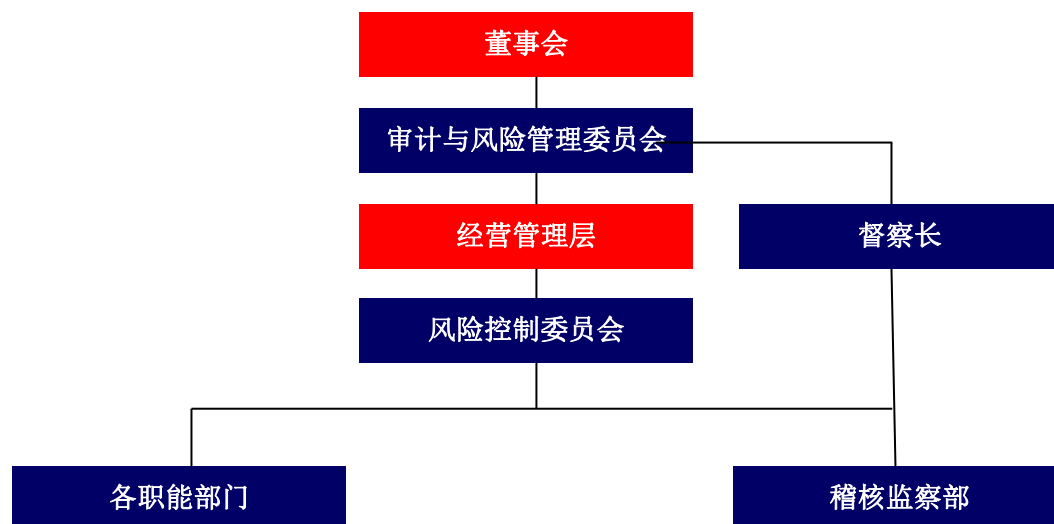 董事会
审计与风险管理委员会
经营管理层
督察长
风险控制委员会
各职能部门
稽核监察部